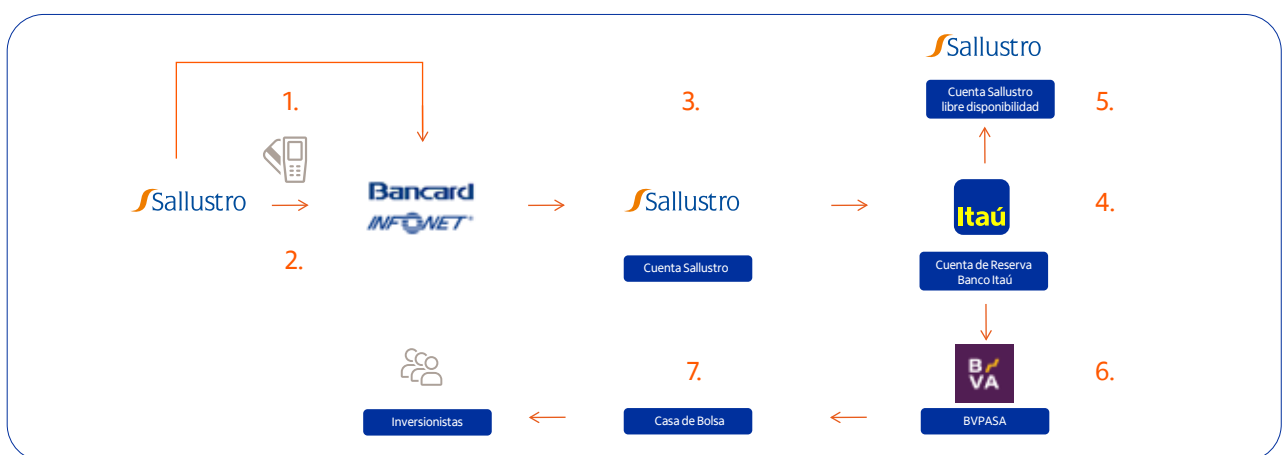 Sallustro
Cuenta Sallustro
libre disponibilidad
5.
1.
3.
Sallustro
Bancard
INFONET
Sallustro
Itaú
4.
2.
Cuenta Sallustro
Cuenta de Reserva
Banco Itaú
7.
B
VA
6.
Inversionistas
Casa de Bolsa
BVPASA